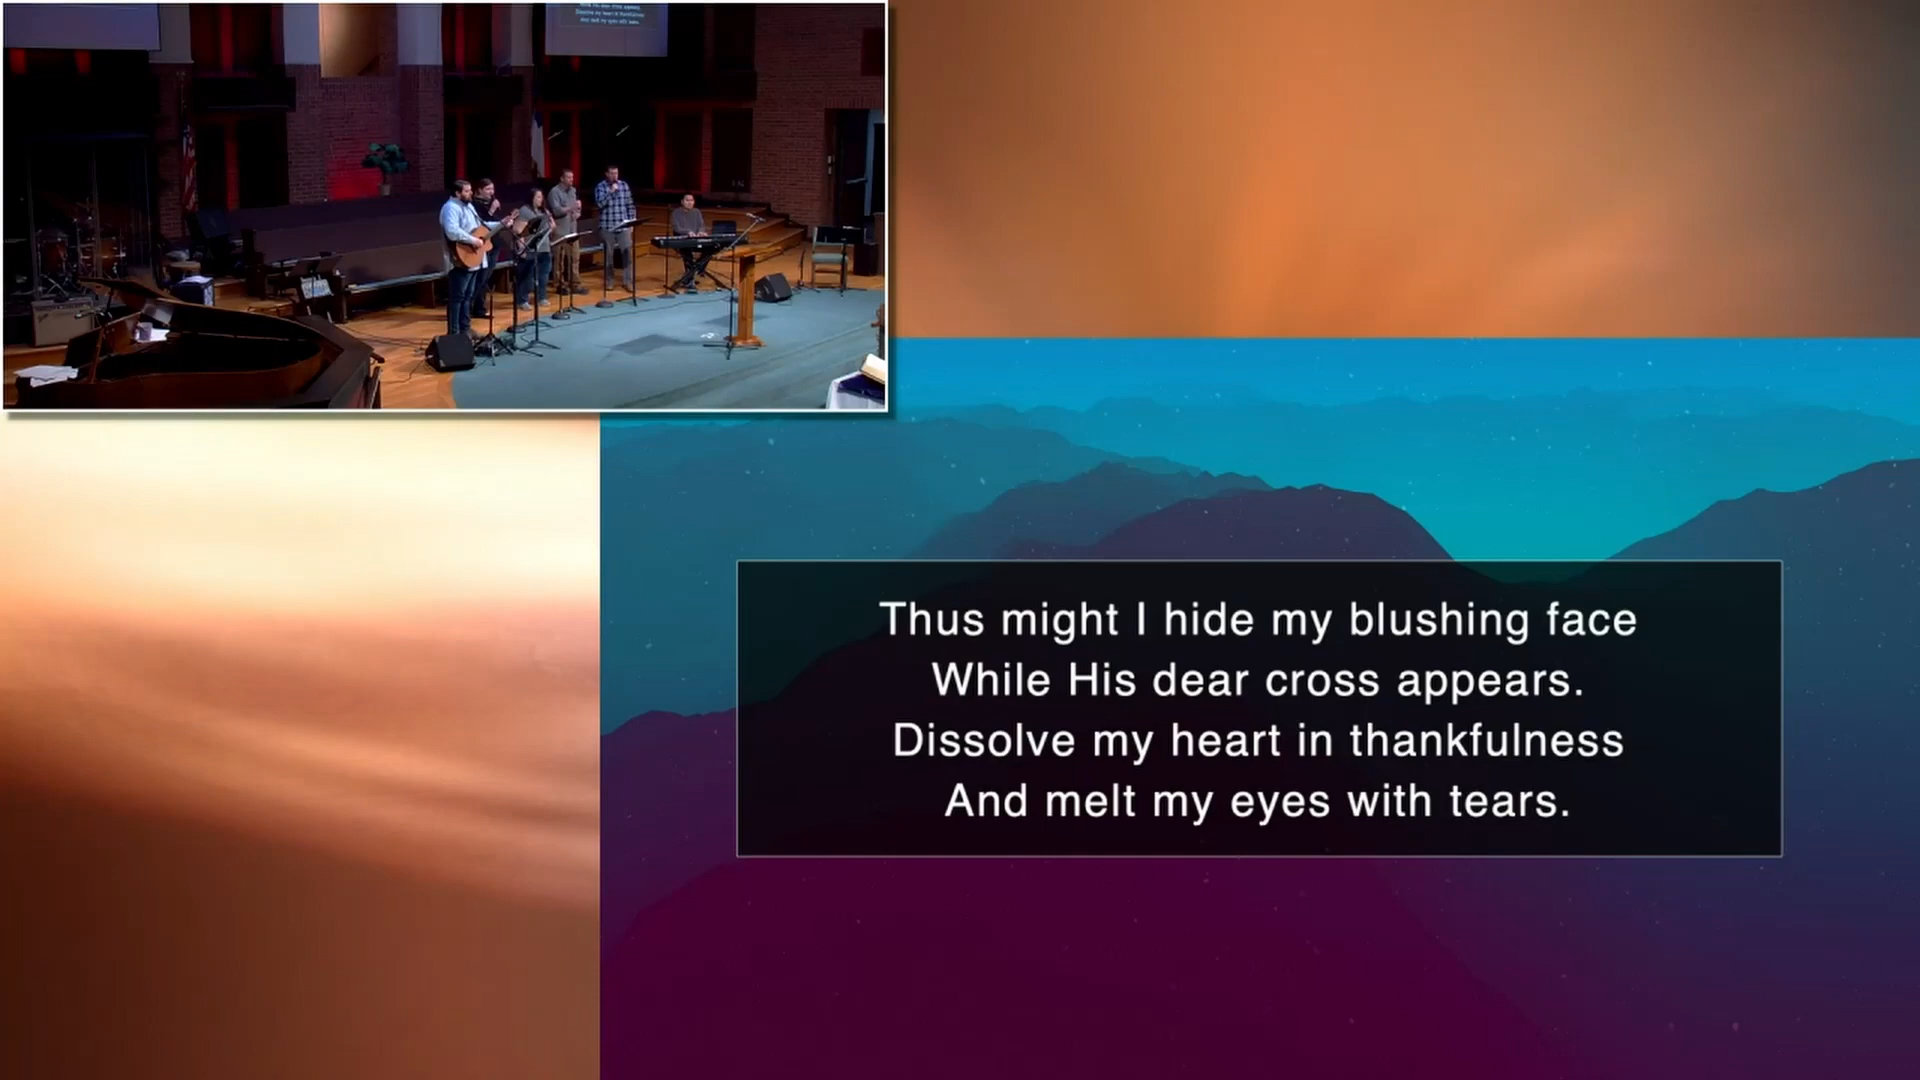 Thus might I hide my blushing face
While His dear cross appears.
Dissolve my heart in thankfulness
And melt my eyes with tears.